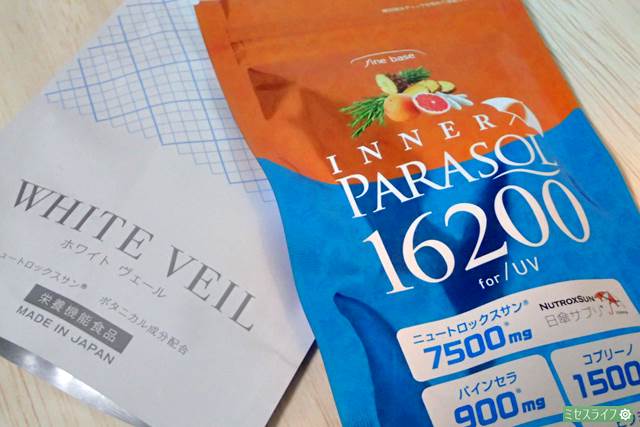 WHITE VEIL
ホワイト ヴェール
ニュートロックスサン®
ボタニカル成分配合
栄養機能食品
MADE IN JAPAN
fine base
INNER
PARASOL
16200
for/UV
ニュートロックスサン®
7500mg
NUTROXSUN
日傘サプリ
パインセラ
900mg
コプリーノ
1500
ミセスライフ